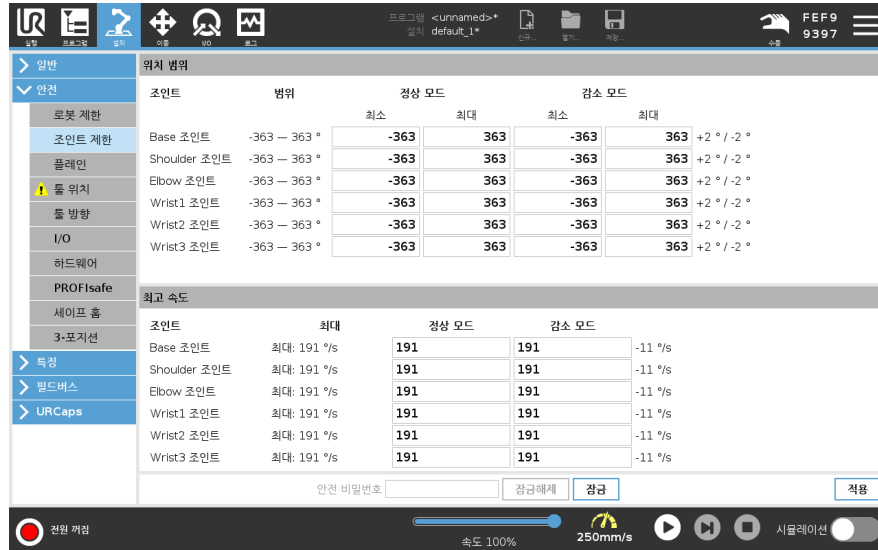 UR
실행 프로그램 설치 이동 I/O 로그
프로그램 <unnamed>*
설치 default_1*
신규... 열기... 저장...
수동
FEF9
9397
일반
안전
로봇 제한
조인트 제한
플레인
툴 위치
툴 방향
I/O
하드웨어
PROFIsafe
세이프 홈
3-포지션
특징
필드버스
URCaps
위치 범위
조인트 범위 정상 모드 감소 모드
최소 최대 최소 최대
Base 조인트 -363 — 363 ° -363 363 -363 363 +2 ° / -2 °
Shoulder 조인트 -363 — 363 ° -363 363 -363 363 +2 ° / -2 °
Elbow 조인트 -363 — 363 ° -363 363 -363 363 +2 ° / -2 °
Wrist1 조인트 -363 — 363 ° -363 363 -363 363 +2 ° / -2 °
Wrist2 조인트 -363 — 363 ° -363 363 -363 363 +2 ° / -2 °
Wrist3 조인트 -363 — 363 ° -363 363 -363 363 +2 ° / -2 °
최고 속도
조인트 최대 정상 모드 감소 모드
Base 조인트 최대: 191 °/s 191 191 -11 °/s
Shoulder 조인트 최대: 191 °/s 191 191 -11 °/s
Elbow 조인트 최대: 191 °/s 191 191 -11 °/s
Wrist1 조인트 최대: 191 °/s 191 191 -11 °/s
Wrist2 조인트 최대: 191 °/s 191 191 -11 °/s
Wrist3 조인트 최대: 191 °/s 191 191 -11 °/s
안전 비밀번호 잠금해제 잠금 적용
전원 꺼짐
속도 100%
250mm/s
시뮬레이션